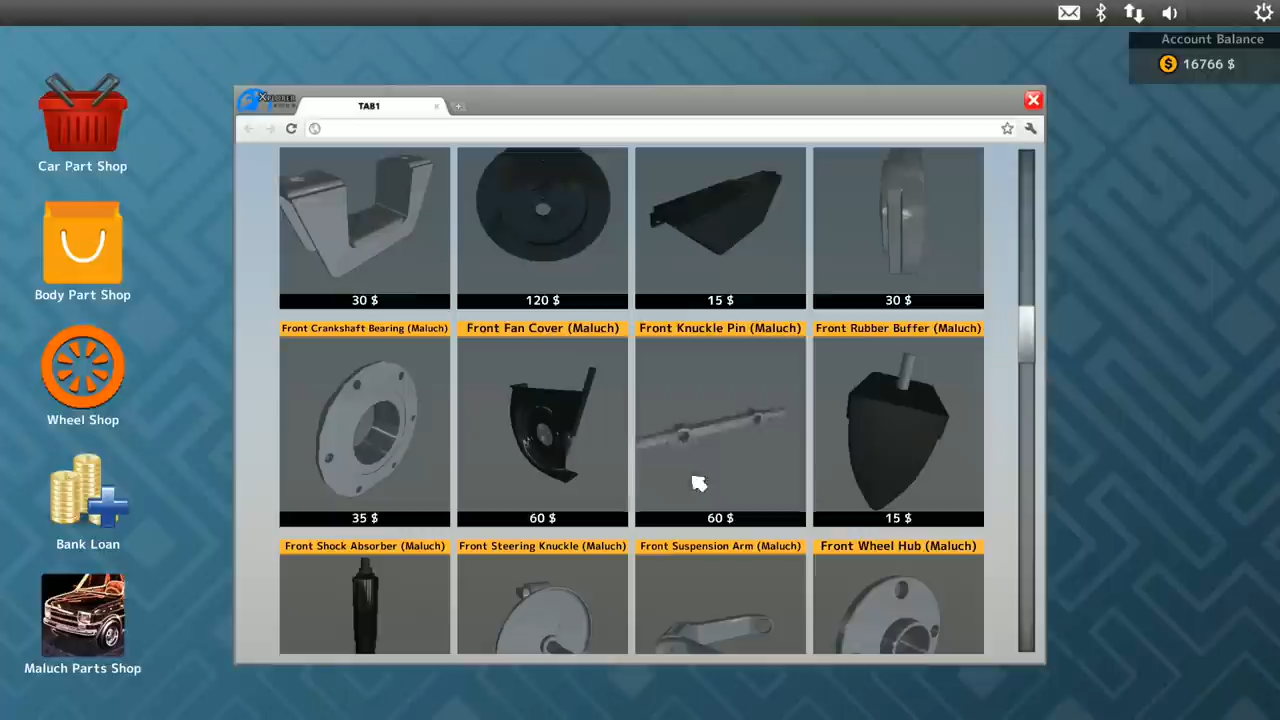 Account Balance
16766 $
XPLORER
TAB1
Car Part Shop
Body Part Shop
Wheel Shop
Bank Loan
Maluch Parts Shop
30 $
120 $
15 $
30 $
Front Crankshaft Bearing (Maluch)
Front Fan Cover (Maluch)
Front Knuckle Pin (Maluch)
Front Rubber Buffer (Maluch)
35 $
60 $
60 $
15 $
Front Shock Absorber (Maluch)
Front Steering Knuckle (Maluch)
Front Suspension Arm (Maluch)
Front Wheel Hub (Maluch)